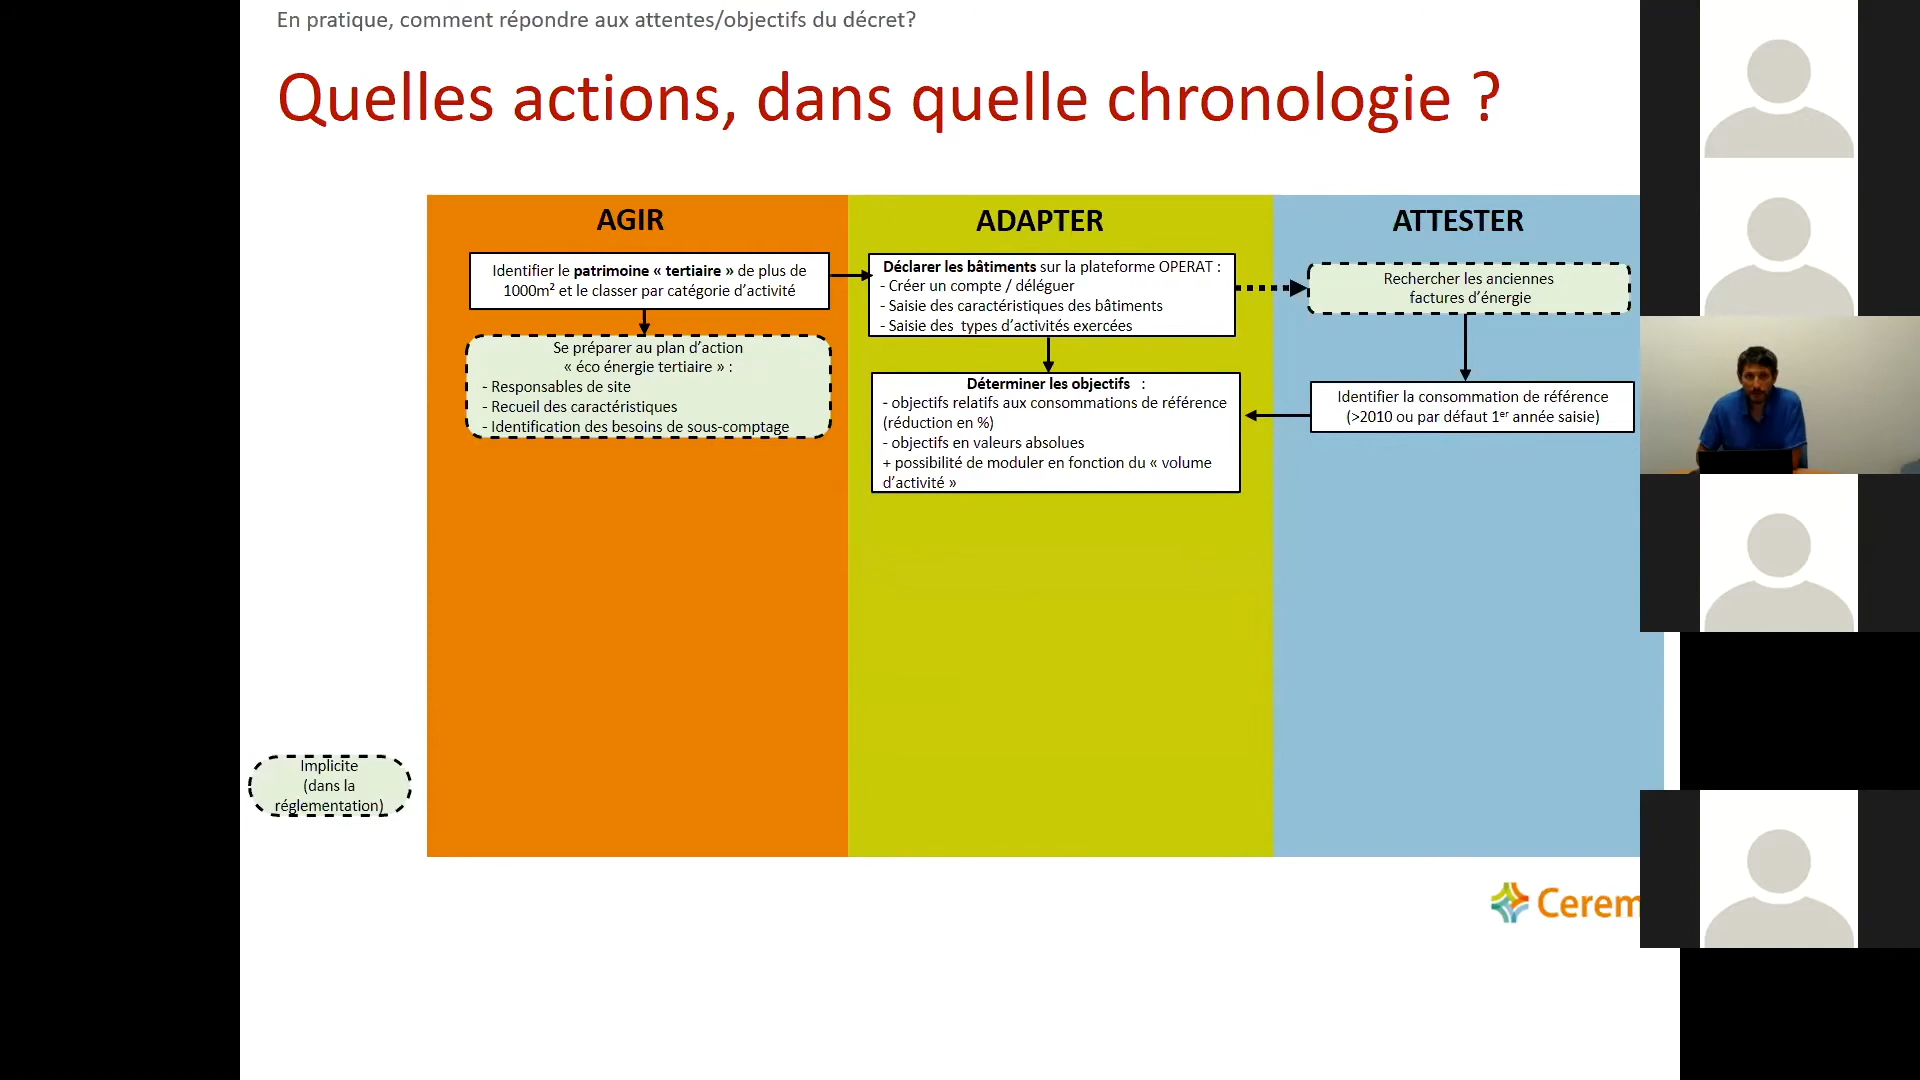 En pratique, comment répondre aux attentes/objectifs du décret?
Quelles actions, dans quelle chronologie ?
AGIR
Identifier le patrimoine « tertiaire » de plus de
1000m² et le classer par catégorie d'activité
Se préparer au plan d'action
« éco énergie tertiaire » :
- Responsables de site
- Recueil des caractéristiques
- Identification des besoins de sous-comptage
ADAPTER
Déclarer les bâtiments sur la plateforme OPERAT :
- Créer un compte / déléguer
- Saisie des caractéristiques des bâtiments
- Saisie des types d'activités exercées
Déterminer les objectifs :
- objectifs relatifs aux consommations de référence
(réduction en %)
- objectifs en valeurs absolues
+ possibilité de moduler en fonction du « volume
d'activité »
ATTESTER
Rechercher les anciennes
factures d'énergie
Identifier la consommation de référence
(>2010 ou par défaut 1er année saisie)
Implicite
(dans la
réglementation)
Cerem